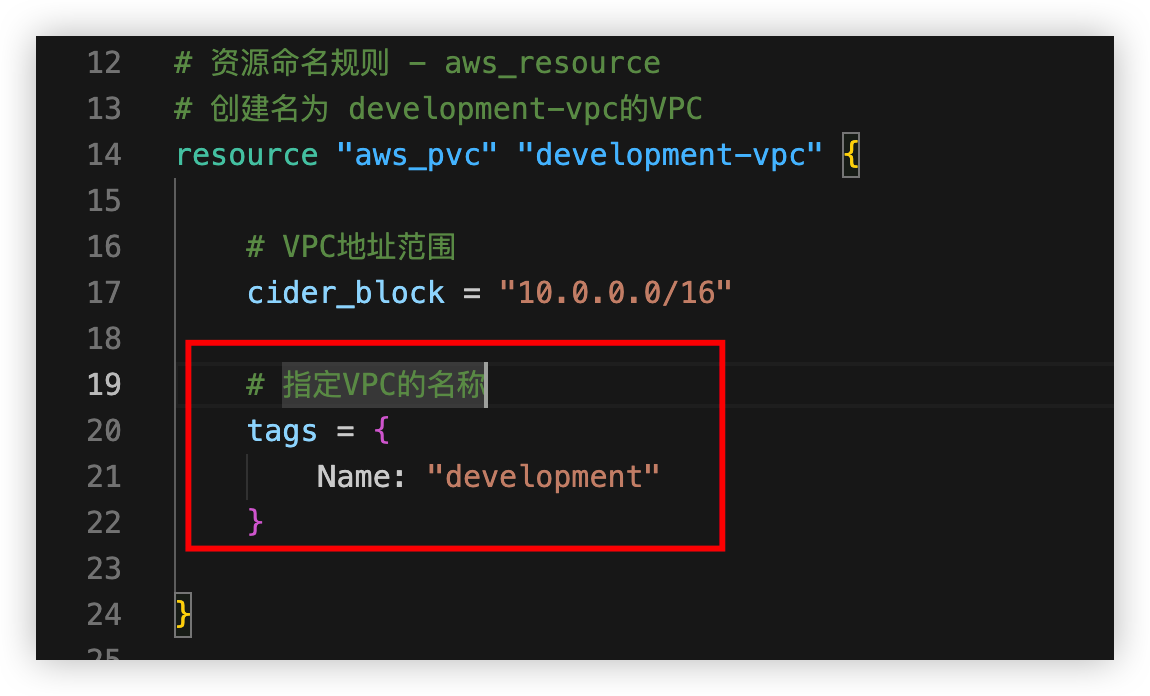 12 # 资源命名规则 - aws_resource
13 # 创建名为 development-vpc的VPC
14 resource "aws_pvc" "development-vpc" {
15
16 # VPC地址范围
17 cider_block = "10.0.0.0/16"
18
19 # 指定VPC的名称
20 tags = {
21 Name: "development"
22 }
23
24 }
25